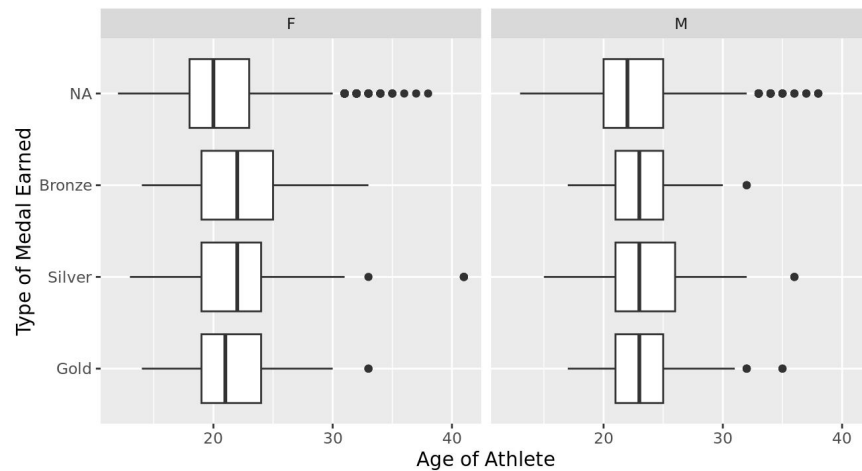 F
M
NA
Bronze
Silver
Gold
Type of Medal Earned
20 30 40
20 30 40
Age of Athlete